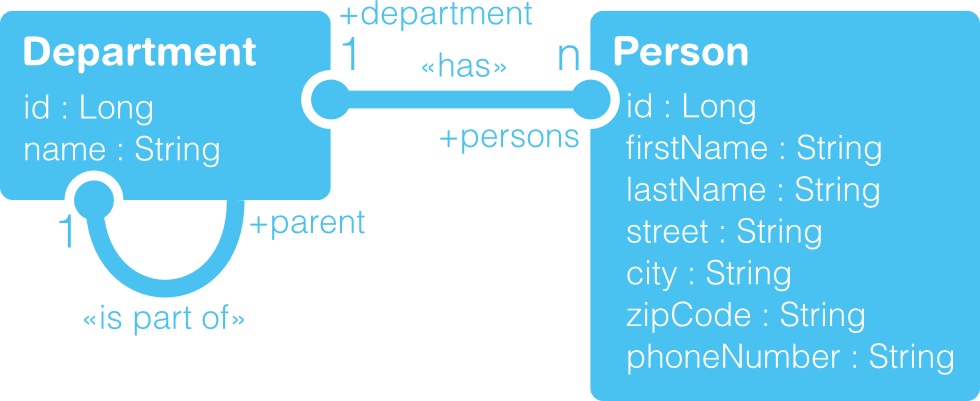 Department
id : Long
name : String
+department
1
n
«has»
+persons
1
+parent
«is part of»
Person
id : Long
firstName : String
lastName : String
street : String
city : String
zipCode : String
phoneNumber : String